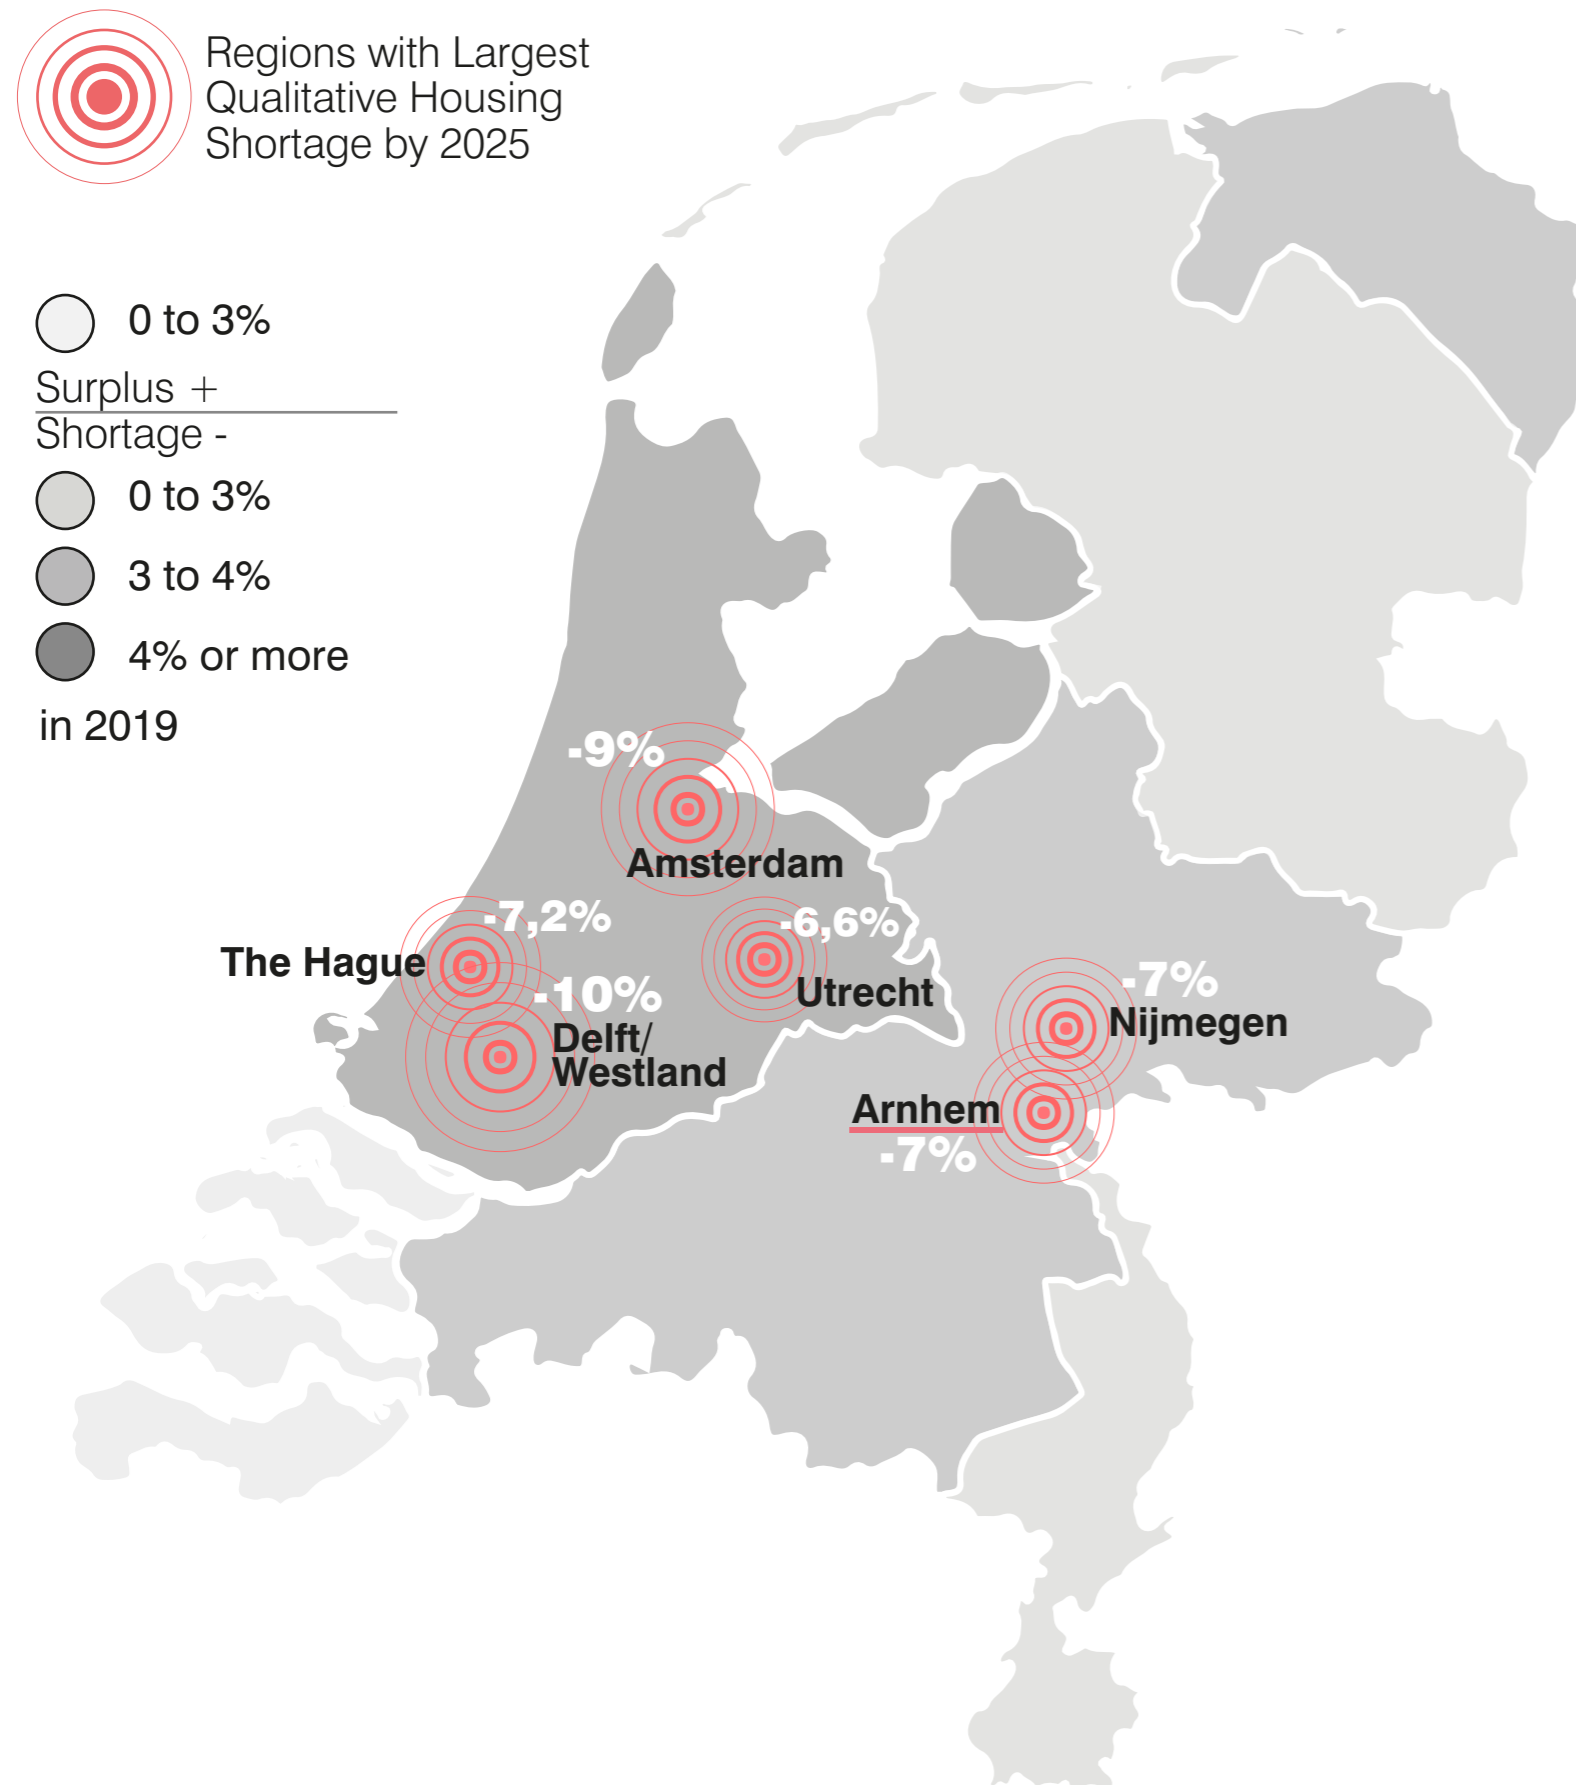 Regions with Largest
Qualitative Housing
Shortage by 2025
0 to 3%
Surplus +
Shortage -
0 to 3%
3 to 4%
4% or more
in 2019
-9%
Amsterdam
-7,2%
The Hague
-6,6%
Utrecht
-10%
Delft/
Westland
-7%
Nijmegen
Arnhem
-7%